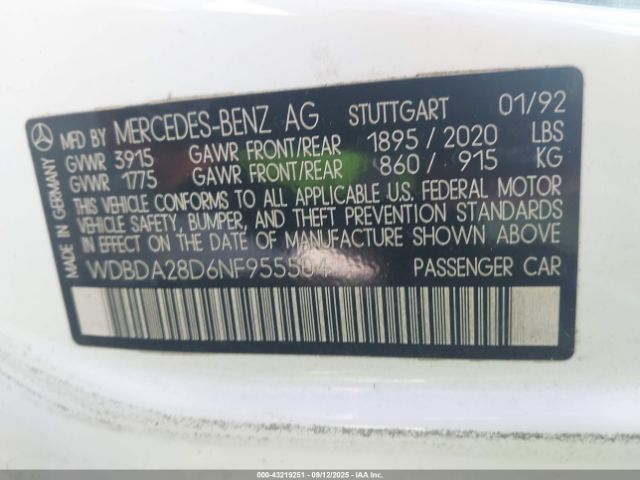 MADE IN GERMANY
MFD BY MERCEDES-BENZ AG STUTTGART 01/92
GVWR 3915 GAWR FRONT/REAR 1895 / 2020 LBS
GVWR 1775 GAWR FRONT/REAR 860 / 915 KG
THIS VEHICLE CONFORMS TO ALL APPLICABLE U.S. FEDERAL MOTOR
VEHICLE SAFETY, BUMPER, AND THEFT PREVENTION STANDARDS
IN EFFECT ON THE DATE OF MANUFACTURE SHOWN ABOVE
WDBDA28D6NF955504 PASSENGER CAR
000-43219251 - 09/12/2025 - IAA Inc.